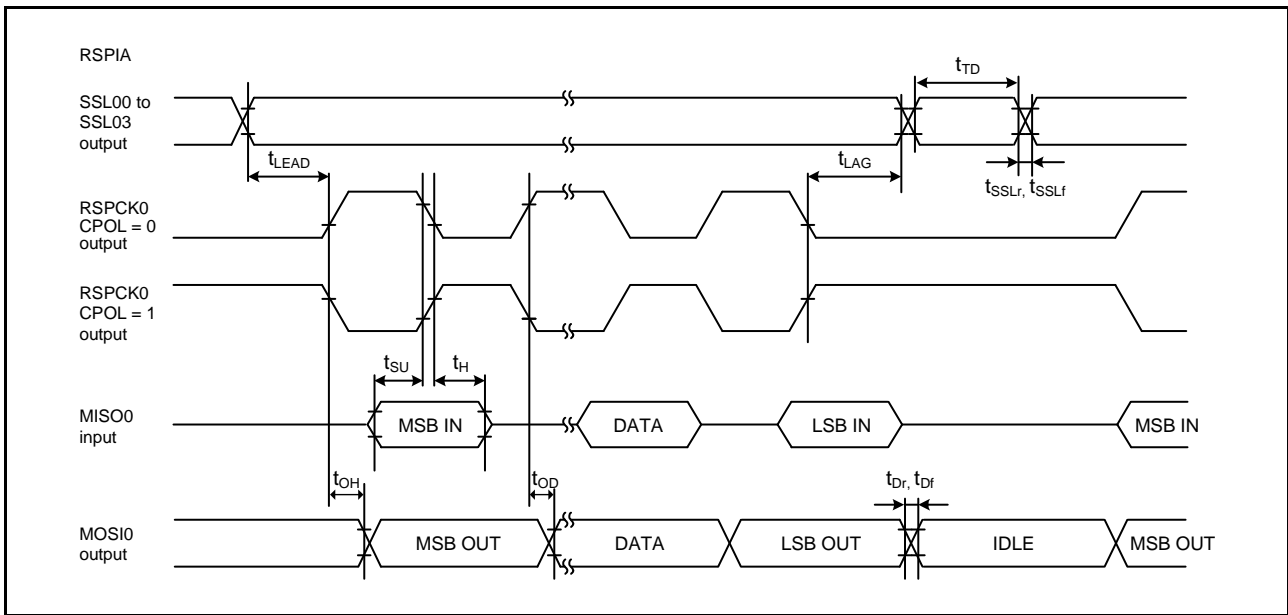 RSPIA
tTD
SSL00 to
SSL03
output
tLEAD
tLAG
tSSLr, tSSLf
RSPCK0
CPOL = 0
output
RSPCK0
CPOL = 1
output
tSU
tH
MISO0
input
MSB IN
DATA
LSB IN
MSB IN
tOH
tOD
tDr, tDf
MOSI0
output
MSB OUT
DATA
LSB OUT
IDLE
MSB OUT